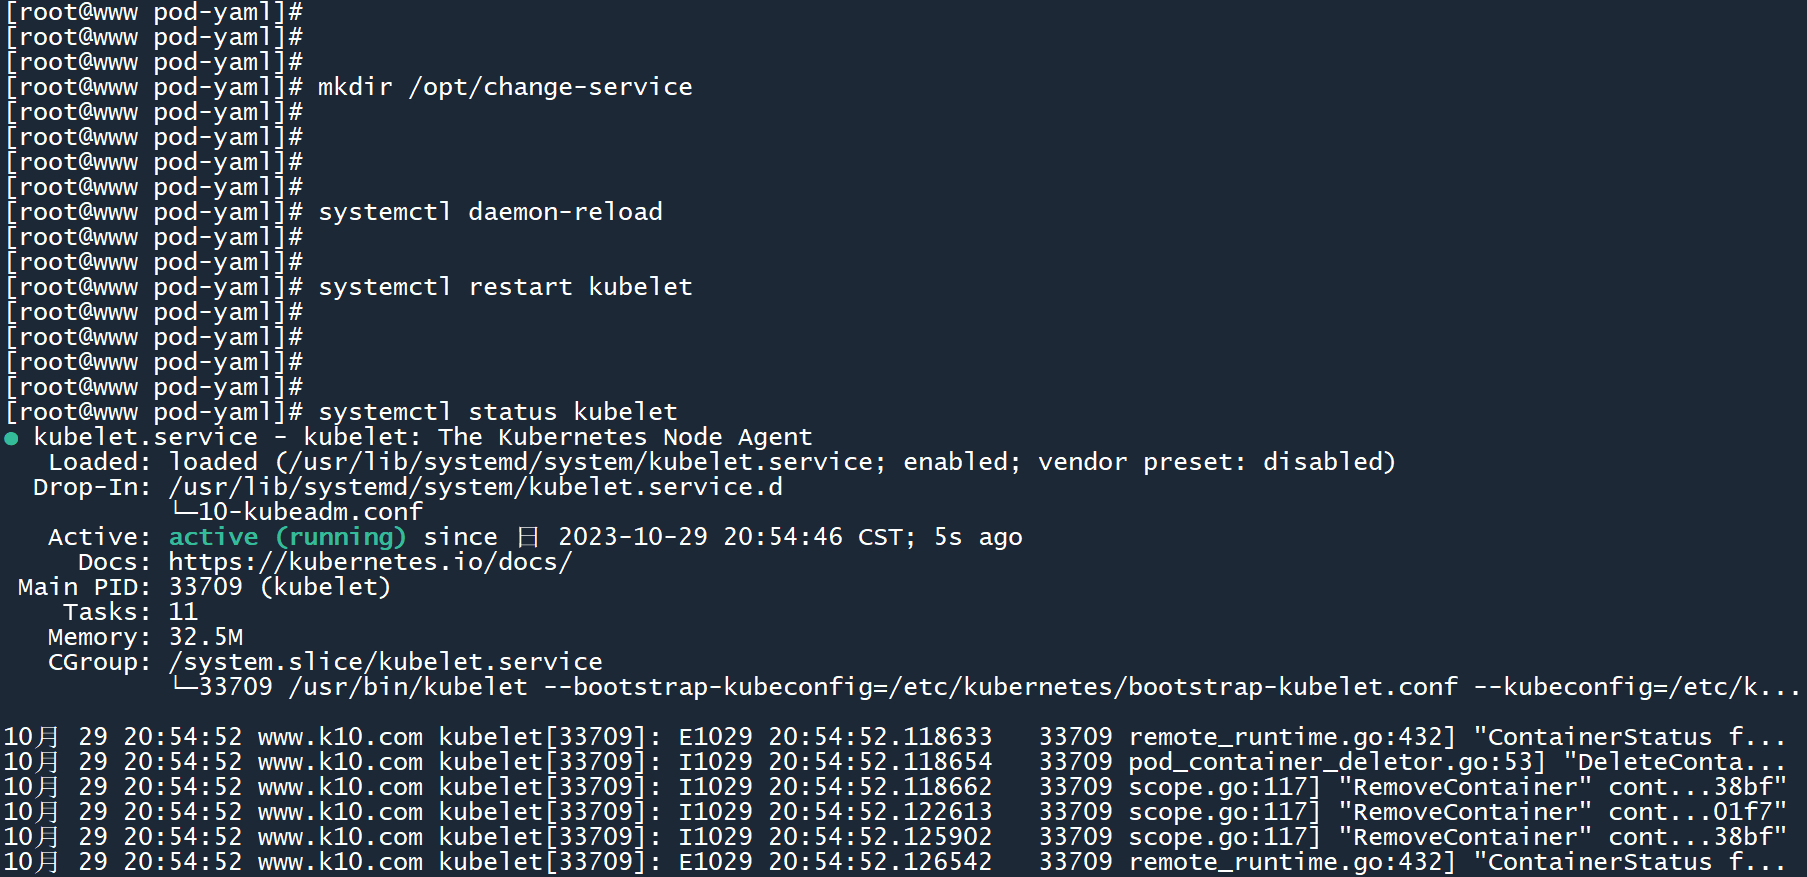 [root@www pod-yaml]#
[root@www pod-yaml]#
[root@www pod-yaml]#
[root@www pod-yaml]# mkdir /opt/change-service
[root@www pod-yaml]#
[root@www pod-yaml]#
[root@www pod-yaml]#
[root@www pod-yaml]#
[root@www pod-yaml]# systemctl daemon-reload
[root@www pod-yaml]#
[root@www pod-yaml]#
[root@www pod-yaml]# systemctl restart kubelet
[root@www pod-yaml]#
[root@www pod-yaml]#
[root@www pod-yaml]#
[root@www pod-yaml]#
[root@www pod-yaml]# systemctl status kubelet
● kubelet.service - kubelet: The Kubernetes Node Agent
   Loaded: loaded (/usr/lib/systemd/system/kubelet.service; enabled; vendor preset: disabled)
  Drop-In: /usr/lib/systemd/system/kubelet.service.d
           └─10-kubeadm.conf
   Active: active (running) since 日 2023-10-29 20:54:46 CST; 5s ago
     Docs: https://kubernetes.io/docs/
 Main PID: 33709 (kubelet)
    Tasks: 11
   Memory: 32.5M
   CGroup: /system.slice/kubelet.service
           └─33709 /usr/bin/kubelet --bootstrap-kubeconfig=/etc/kubernetes/bootstrap-kubelet.conf --kubeconfig=/etc/k...
10月 29 20:54:52 www.k10.com kubelet[33709]: E1029 20:54:52.118633   33709 remote_runtime.go:432] "ContainerStatus f...
10月 29 20:54:52 www.k10.com kubelet[33709]: I1029 20:54:52.118654   33709 pod_container_deletor.go:53] "DeleteConta...
10月 29 20:54:52 www.k10.com kubelet[33709]: I1029 20:54:52.118662   33709 scope.go:117] "RemoveContainer" cont...38bf"
10月 29 20:54:52 www.k10.com kubelet[33709]: I1029 20:54:52.122613   33709 scope.go:117] "RemoveContainer" cont...01f7"
10月 29 20:54:52 www.k10.com kubelet[33709]: I1029 20:54:52.125902   33709 scope.go:117] "RemoveContainer" cont...38bf"
10月 29 20:54:52 www.k10.com kubelet[33709]: E1029 20:54:52.126542   33709 remote_runtime.go:432] "ContainerStatus f...